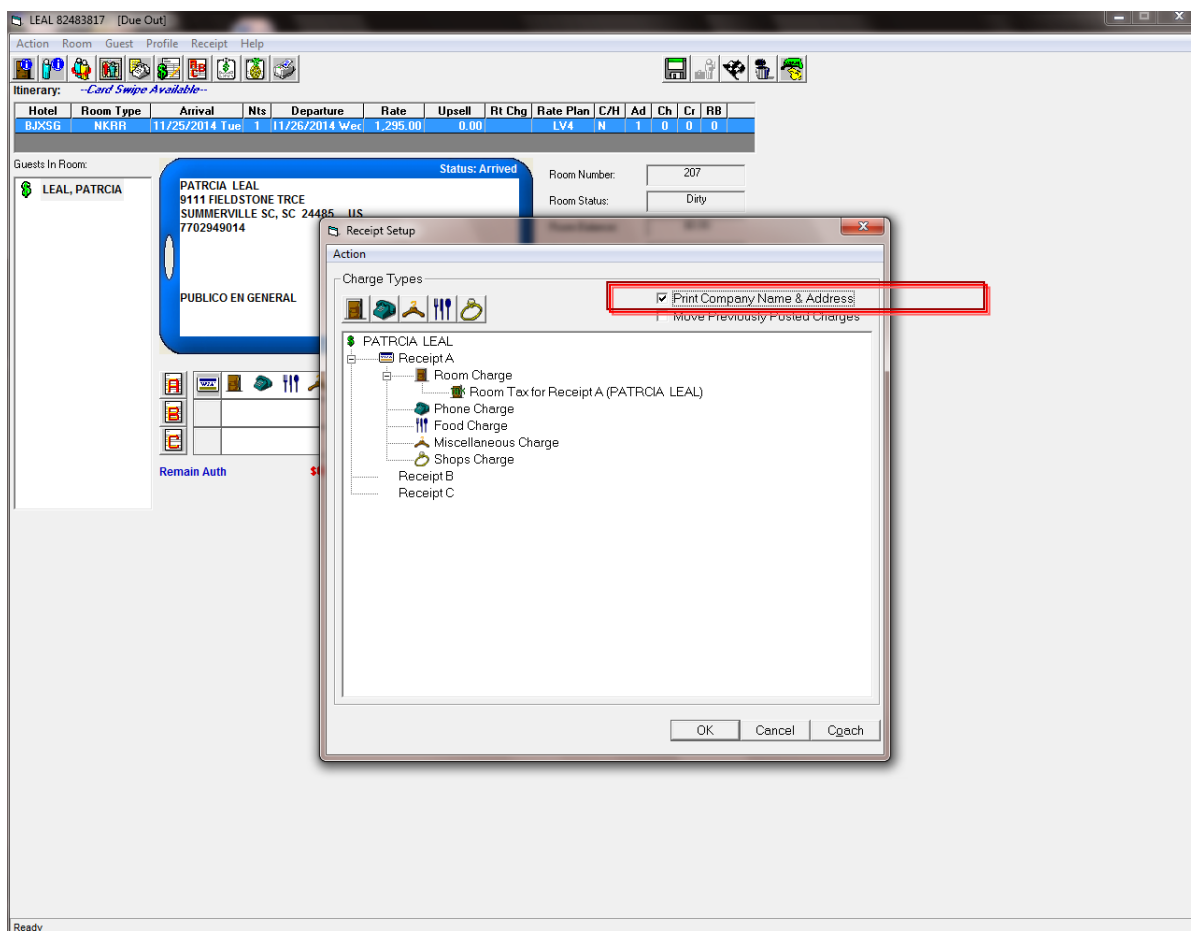 LEAL 82483817 [Due Out]
Action Room Guest Profile Receipt Help
Itinerary: --Card Swipe Available--
Hotel Room Type Arrival Nts Departure Rate Upsell Rt Chg Rate Plan C/H Ad Ch Cr RB
BJXSG NKRR 11/25/2014 Tue 1 11/26/2014 Wed 1,295.00 0.00 LV4 N 1 0 0 0
Guests In Room:
LEAL, PATRCIA
Status: Arrived
PATRCIA LEAL
9111 FIELDSTONE TRCE
SUMMERVILLE SC, SC 24485 US
7702949014
PUBLICO EN GENERAL
Room Number: 207
Room Status: Dirty
A
B
C
Remain Auth
Receipt Setup
Action
Charge Types
Print Company Name & Address
Move Previously Posted Charges
PATRCIA LEAL
Receipt A
Room Charge
Room Tax for Receipt A (PATRCIA LEAL)
Phone Charge
Food Charge
Miscellaneous Charge
Shops Charge
Receipt B
Receipt C
OK Cancel Coach
Ready